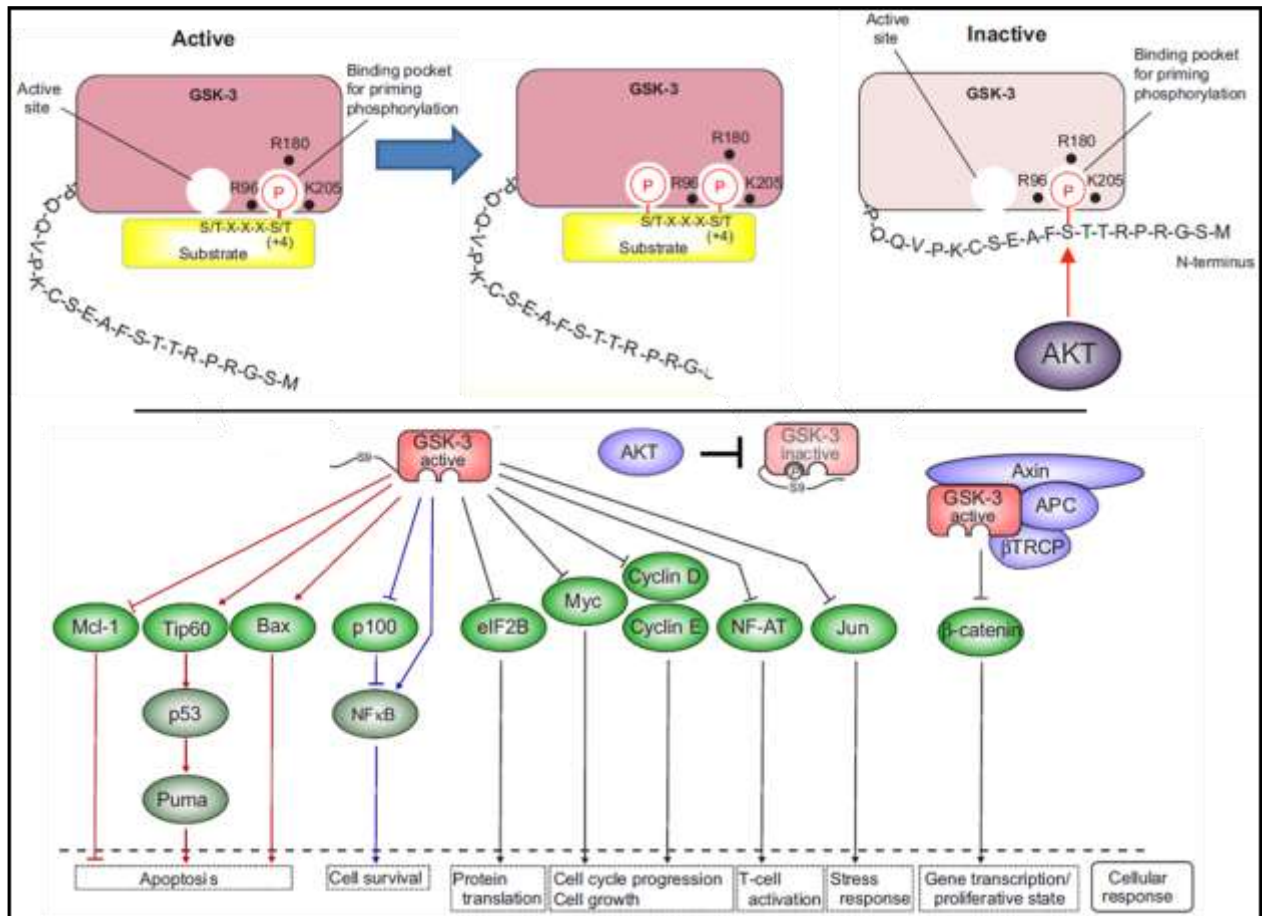 Active
Active
site
Binding pocket
for priming
phosphorylation
GSK-3
R180
R96
P
K205
S/T-X-X-X-S/T
(+4)
Substrate
P-Q-Q-V-P-K-C-S-E-A-F-S-T-T-R-P-R-G-S-M
GSK-3
R180
P
R96
P
K205
S/T-X-X-X-S/T
(+4)
Substrate
P-Q-Q-V-P-K-C-S-E-A-F-S-T-T-R-P-R-G-
Inactive
Active
site
Binding pocket
for priming
phosphorylation
GSK-3
R180
R96
P
K205
P-Q-Q-V-P-K-C-S-E-A-F-S-T-T-R-P-R-G-S-M
N-terminus
AKT
S9
GSK-3
active
AKT
GSK-3
inactive
P
S9
Axin
GSK-3
active
APC
βTRCP
Mcl-1
Tip60
Bax
p100
eIF2B
Myc
Cyclin D
Cyclin E
NF-AT
Jun
β-catenin
p53
NFκB
Puma
Apoptosis
Cell survival
Protein
translation
Cell cycle progression
Cell growth
T-cell
activation
Stress
response
Gene transcription/
proliferative state
Cellular
response